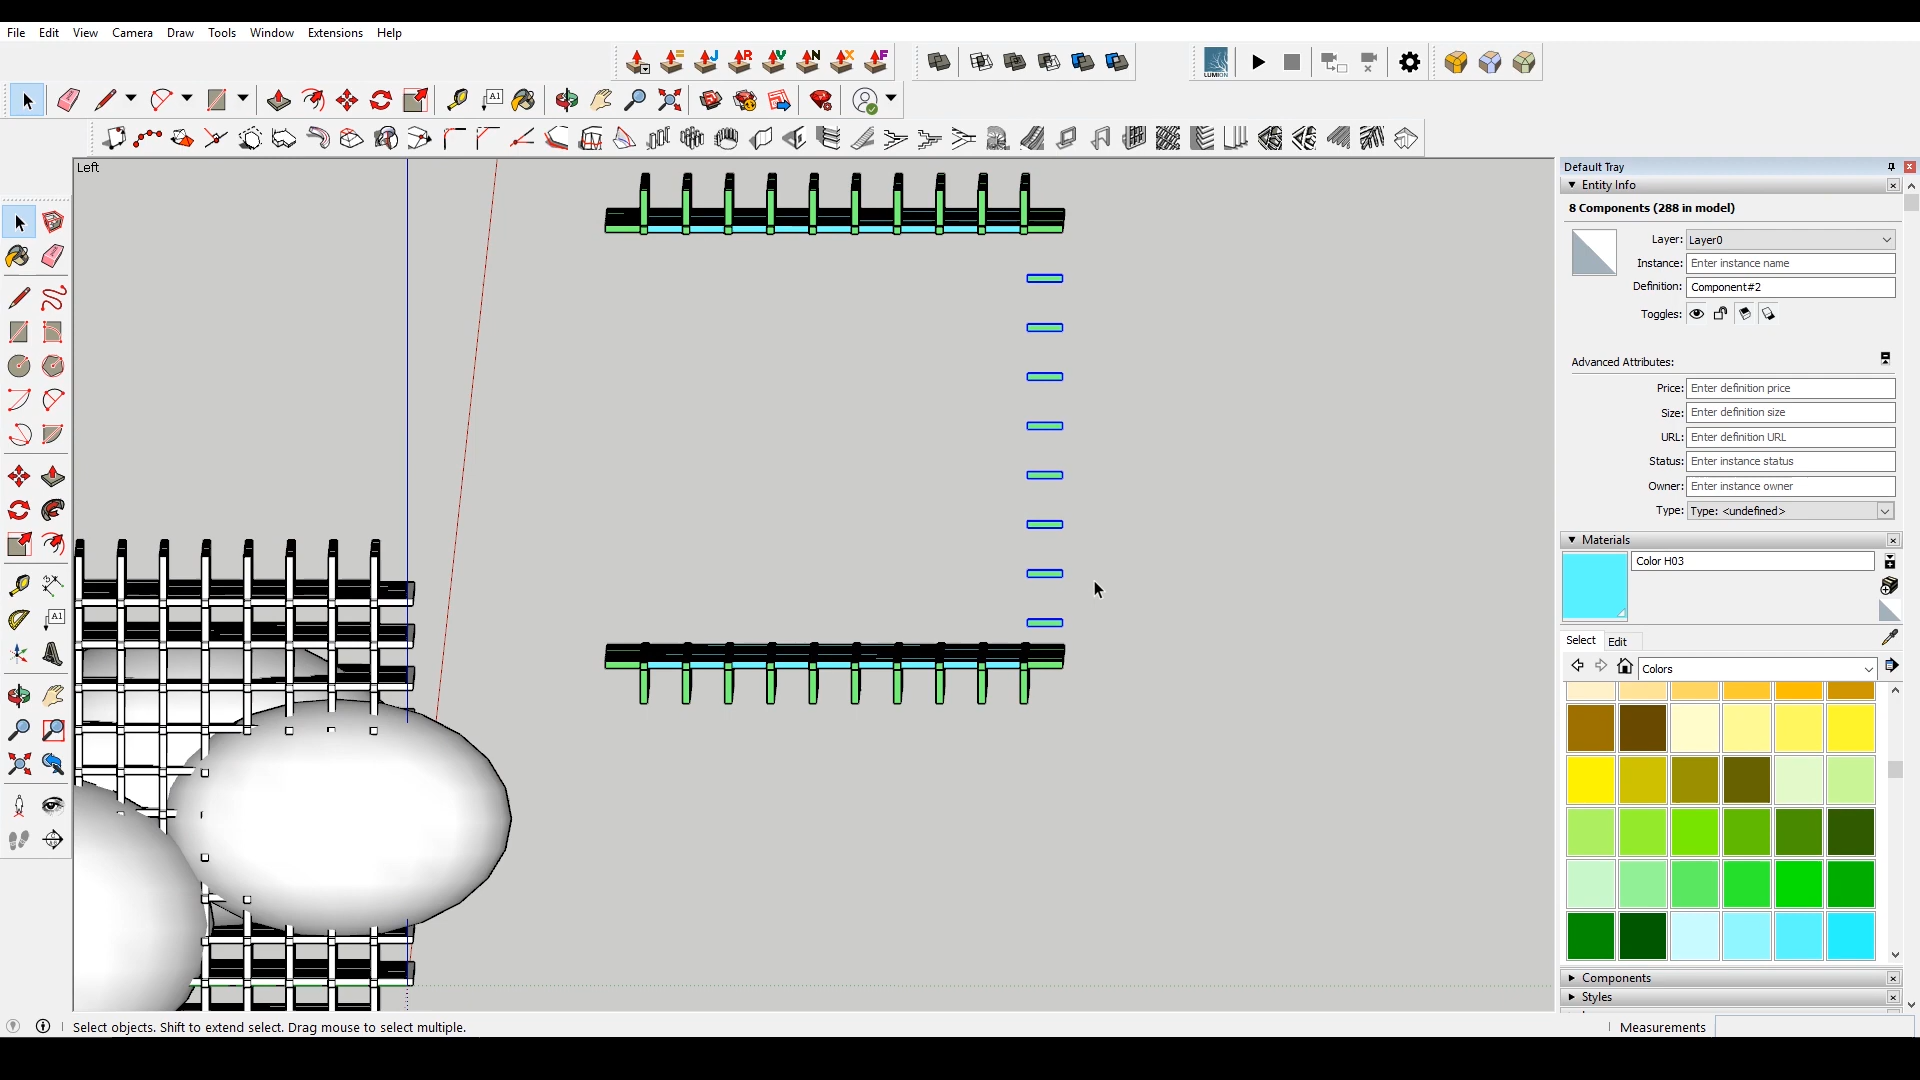 File Edit View Camera Draw Tools Window Extensions Help
= J R V N X F
LUMION
A1
Left
Default Tray
Entity Info
8 Components (288 in model)
Layer: Layer0
Instance: Enter instance name
Definition: Component#2
Toggles:
Advanced Attributes:
Price: Enter definition price
Size: Enter definition size
URL: Enter definition URL
Status: Enter instance status
Owner: Enter instance owner
Type: Type: <undefined>
Materials
Color H03
A1
Select Edit
Colors
Components
Styles
Select objects. Shift to extend select. Drag mouse to select multiple.
Measurements